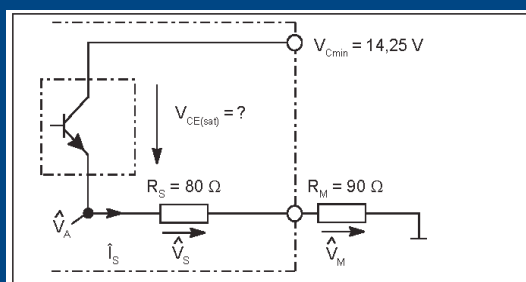 V_Cmin = 14,25 V
V_CE(sat) = ?
R_S = 80 Ω
R_M = 90 Ω
V̂_A
Î_S
V̂_S
V̂_M